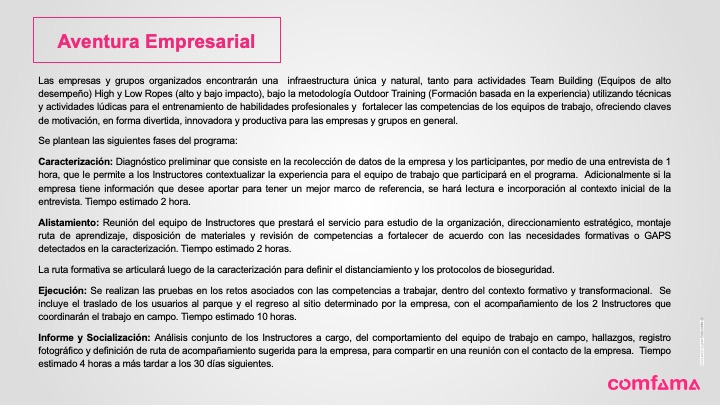 Aventura Empresarial
Las empresas y grupos organizados encontrarán una infraestructura única y natural, tanto para actividades Team Building (Equipos de alto
desempeño) High y Low Ropes (alto y bajo impacto), bajo la metodología Outdoor Training (Formación basada en la experiencia) utilizando técnicas
y actividades lúdicas para el entrenamiento de habilidades profesionales y fortalecer las competencias de los equipos de trabajo, ofreciendo claves
de motivación, en forma divertida, innovadora y productiva para las empresas y grupos en general.
Se plantean las siguientes fases del programa:
Caracterización: Diagnóstico preliminar que consiste en la recolección de datos de la empresa y los participantes, por medio de una entrevista de 1
hora, que le permite a los Instructores contextualizar la experiencia para el equipo de trabajo que participará en el programa. Adicionalmente si la
empresa tiene información que desee aportar para tener un mejor marco de referencia, se hará lectura e incorporación al contexto inicial de la
entrevista. Tiempo estimado 2 hora.
Alistamiento: Reunión del equipo de Instructores que prestará el servicio para estudio de la organización, direccionamiento estratégico, montaje
ruta de aprendizaje, disposición de materiales y revisión de competencias a fortalecer de acuerdo con las necesidades formativas o GAPS
detectados en la caracterización. Tiempo estimado 2 horas.
La ruta formativa se articulará luego de la caracterización para definir el distanciamiento y los protocolos de bioseguridad.
Ejecución: Se realizan las pruebas en los retos asociados con las competencias a trabajar, dentro del contexto formativo y transformacional. Se
incluye el traslado de los usuarios al parque y el regreso al sitio determinado por la empresa, con el acompañamiento de los 2 Instructores que
coordinarán el trabajo en campo. Tiempo estimado 10 horas.
Informe y Socialización: Análisis conjunto de los Instructores a cargo, del comportamiento del equipo de trabajo en campo, hallazgos, registro
fotográfico y definición de ruta de acompañamiento sugerida para la empresa, para compartir en una reunión con el contacto de la empresa. Tiempo
estimado 4 horas a más tardar a los 30 días siguientes.
comfama